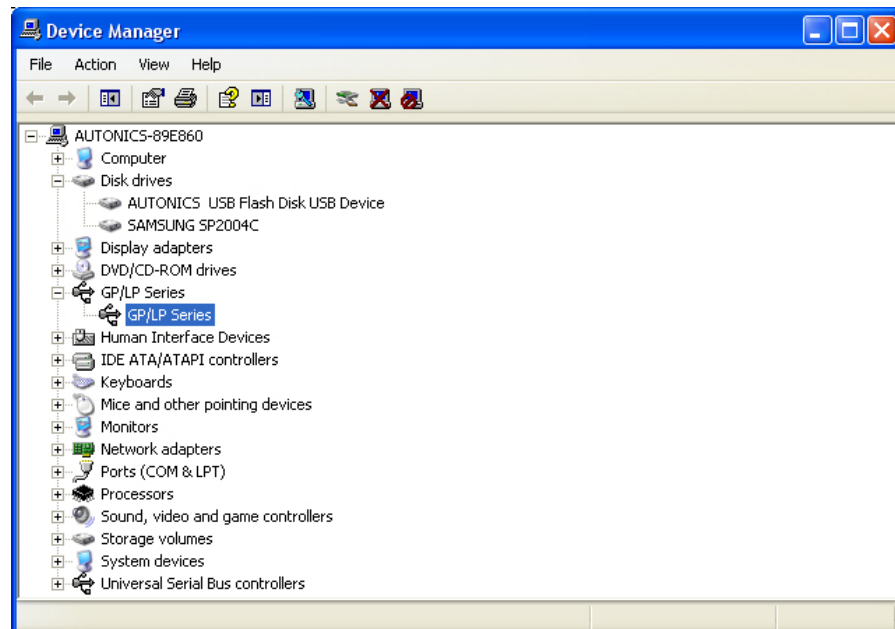 Device Manager
File Action View Help
AUTONICS-89E860
Computer
Disk drives
AUTONICS USB Flash Disk USB Device
SAMSUNG SP2004C
Display adapters
DVD/CD-ROM drives
GP/LP Series
GP/LP Series
Human Interface Devices
IDE ATA/ATAPI controllers
Keyboards
Mice and other pointing devices
Monitors
Network adapters
Ports (COM & LPT)
Processors
Sound, video and game controllers
Storage volumes
System devices
Universal Serial Bus controllers